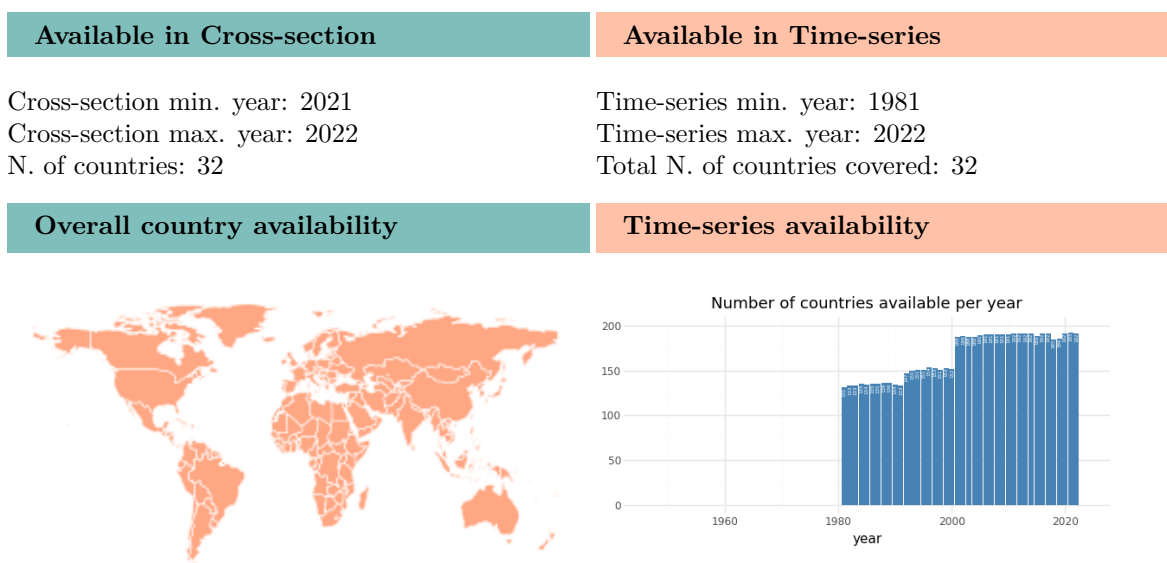 Available in Cross-section
Cross-section min. year: 2021
Cross-section max. year: 2022
N. of countries: 32
Available in Time-series
Time-series min. year: 1981
Time-series max. year: 2022
Total N. of countries covered: 32
Overall country availability
Time-series availability
Number of countries available per year
200
150
100
50
0
1960
1980
2000
2020
year